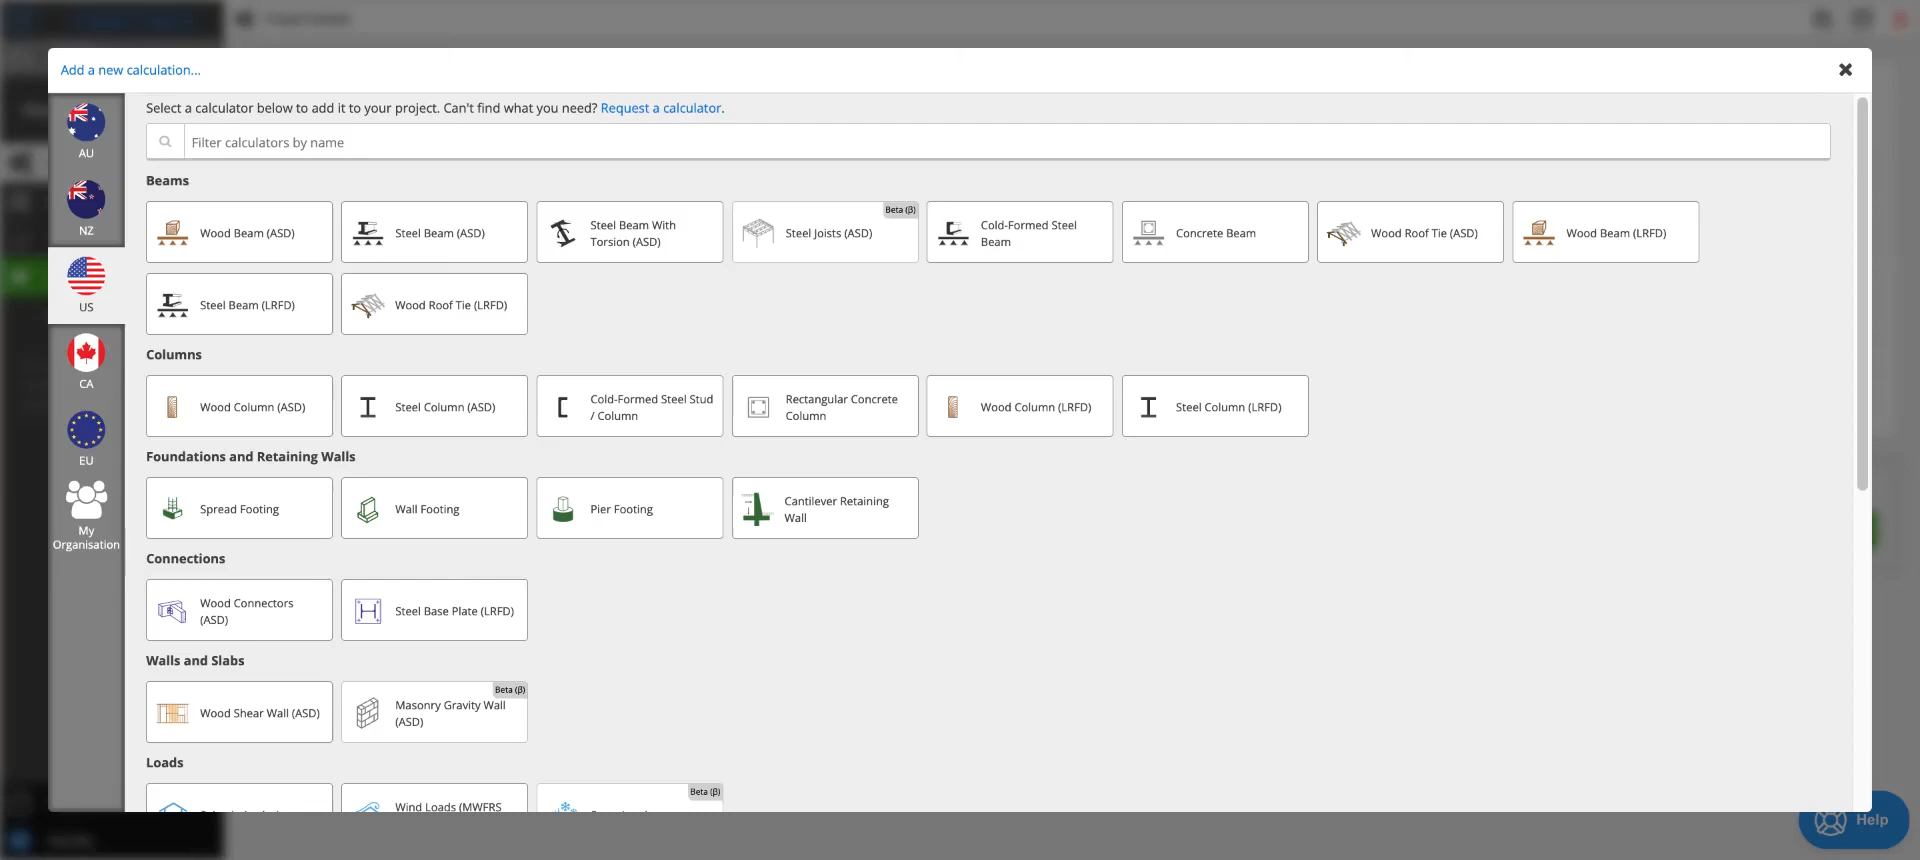 Add a new calculation...
Select a calculator below to add it to your project. Can't find what you need? Request a calculator.
Filter calculators by name
AU
NZ
US
CA
EU
My
Organisation
Beams
Wood Beam (ASD)
Steel Beam (ASD)
Steel Beam With
Torsion (ASD)
Beta (β)
Steel Joists (ASD)
Cold-Formed Steel
Beam
Concrete Beam
Wood Roof Tie (ASD)
Wood Beam (LRFD)
Steel Beam (LRFD)
Wood Roof Tie (LRFD)
Columns
Wood Column (ASD)
Steel Column (ASD)
Cold-Formed Steel Stud
/ Column
Rectangular Concrete
Column
Wood Column (LRFD)
Steel Column (LRFD)
Foundations and Retaining Walls
Spread Footing
Wall Footing
Pier Footing
Cantilever Retaining
Wall
Connections
Wood Connectors
(ASD)
Steel Base Plate (LRFD)
Walls and Slabs
Wood Shear Wall (ASD)
Beta (β)
Masonry Gravity Wall
(ASD)
Loads
Wind Loads (MWFRS
Beta (β)
Help